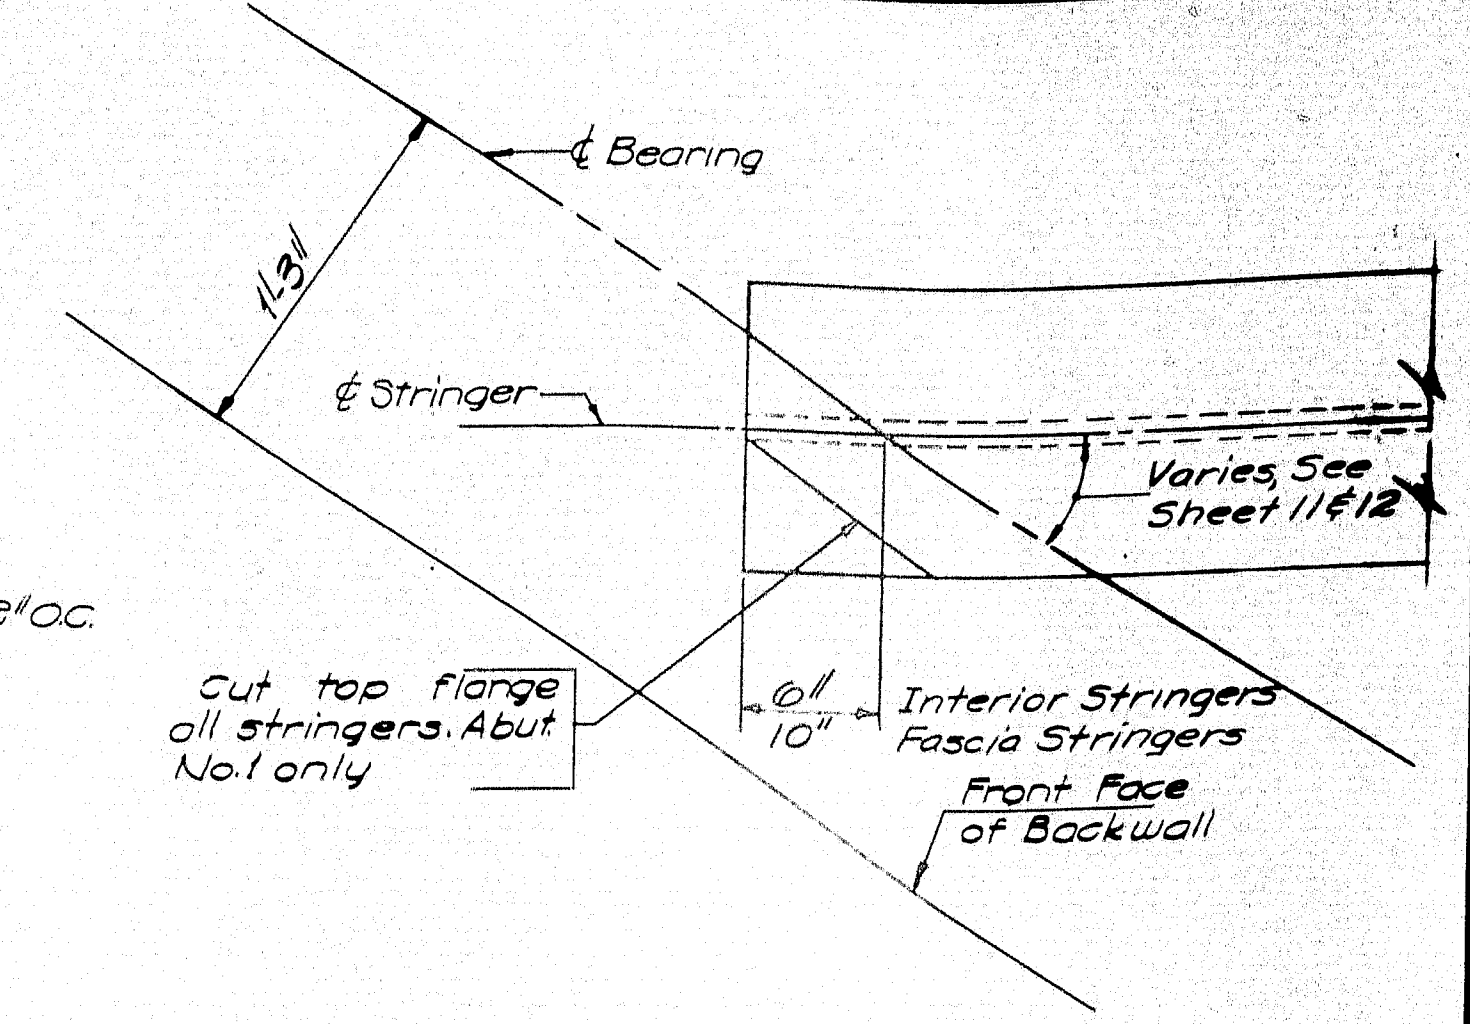 ℄ Bearing
1'-3"
℄ Stringer
Varies, See
Sheet 11 & 12
" O.C.
Cut top flange
all stringers. Abut.
No. 1 only
6" Interior Stringers
10" Fascia Stringers
Front Face
of Backwall